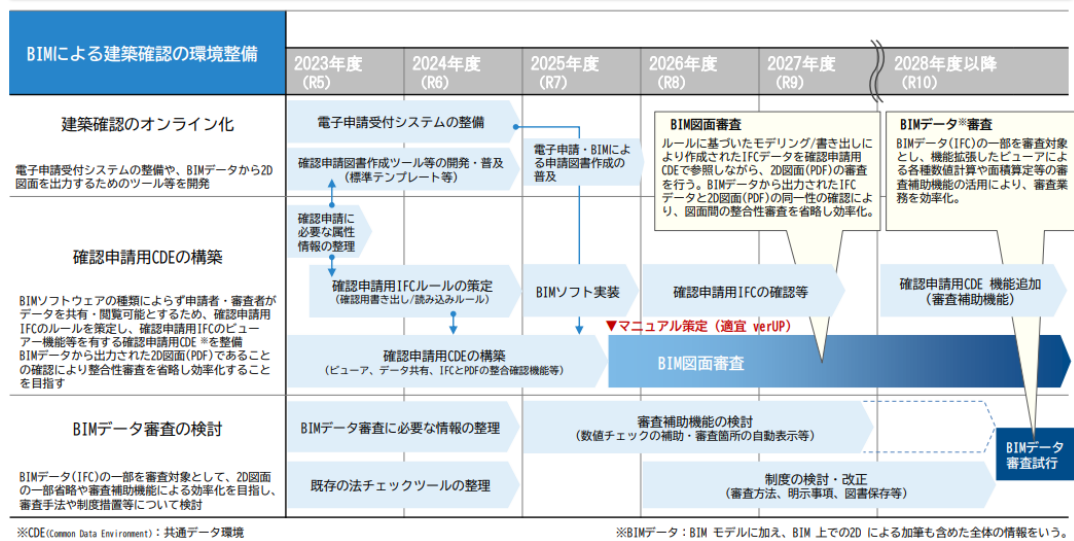 BIMによる建築確認の環境整備
2023年度
(R5)
2024年度
(R6)
2025年度
(R7)
2026年度
(R8)
2027年度
(R9)
2028年度以降
(R10)
建築確認のオンライン化
電子申請受付システムの整備や、BIMデータから2D
図面を出力するためのツール等を開発
電子申請受付システムの整備
確認申請図書作成ツール等の開発・普及
(標準テンプレート等)
電子申請・BIMによ
る申請図書作成の
普及
BIM図面審査
ルールに基づいたモデリング/書き出しに
より作成されたIFCデータを確認申請用
CDEで参照しながら、2D図面(PDF)の審査
を行う。BIMデータから出力されたIFC
データと2D図面(PDF)の同一性の確認によ
り、図面間の整合性審査を省略し効率化。
BIMデータ※審査
BIMデータ(IFC)の一部を審査対象
とし、機能拡張したビューアによ
る各種数値計算や面積算定等の審
査補助機能の活用により、審査業
務を効率化。
確認申請用CDEの構築
BIMソフトウェアの種類によらず申請者・審査者が
データを共有・閲覧可能とするため、確認申請用
IFCのルールを策定し、確認申請用IFCのビュー
アー機能等を有する確認申請用CDE ※を整備
BIMデータから出力された2D図面(PDF)であること
の確認により整合性審査を省略し効率化すること
を目指す
確認申請に
必要な属性
情報の整理
確認申請用IFCルールの策定
(確認用書き出し/読み込みルール)
BIMソフト実装
確認申請用IFCの確認等
確認申請用CDE 機能追加
(審査補助機能)
▼マニュアル策定（適宜 verUP）
確認申請用CDEの構築
(ビューア、データ共有、IFCとPDFの整合確認機能等)
BIM図面審査
BIMデータ審査の検討
BIMデータ(IFC)の一部を審査対象として、2D図面
の一部省略や審査補助機能による効率化を目指し、
審査手法や制度措置等について検討
BIMデータ審査に必要な情報の整理
審査補助機能の検討
(数値チェックの補助・審査箇所の自動表示等)
BIMデータ
審査試行
既存の法チェックツールの整理
制度の検討・改正
(審査方法、明示事項、図書保存等)
※CDE(Common Data Environment)：共通データ環境
※BIMデータ：BIM モデルに加え、BIM 上での2D による加筆も含めた全体の情報をいう。